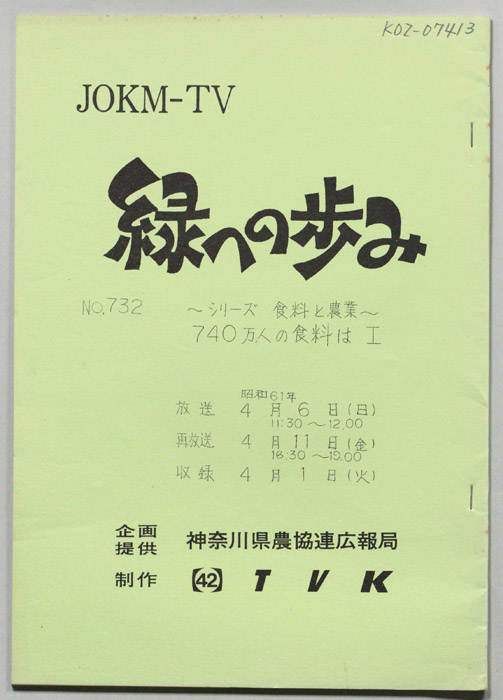 KOZ-07413
JOKM-TV
緑への歩み
NO.732 ～シリーズ 食料と農業～
740万人の食料は I
昭和61年
放送 4月6日(日)
11:30～12.00
再放送 4月11日(金)
18:30～19.00
収録 4月1日(火)
企画
提供 神奈川県農協連広報局
制作 42 TVK